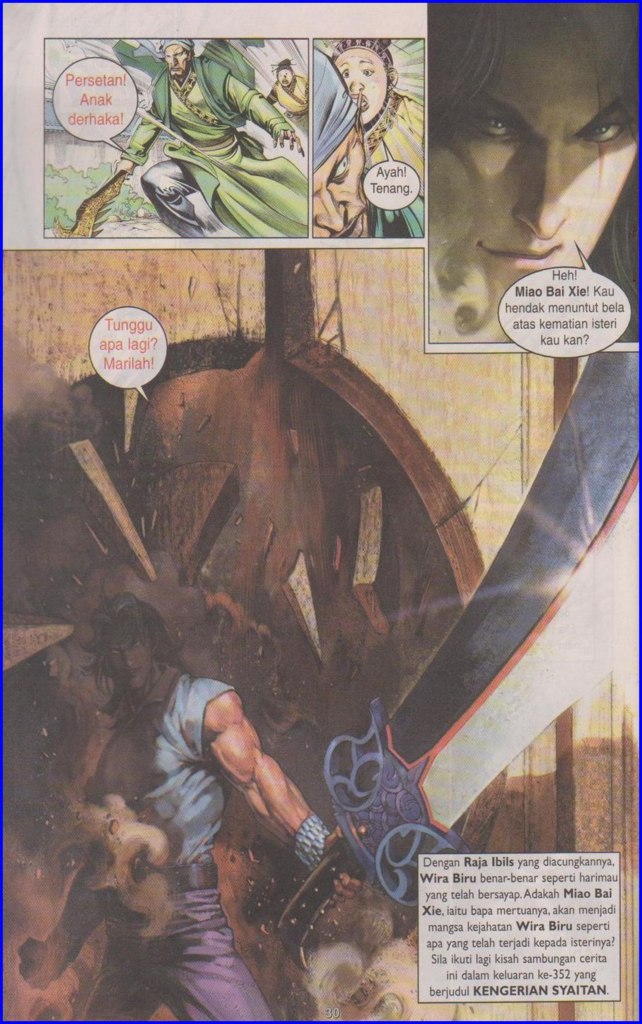 Persetan!
Anak
derhaka!
Ayah!
Tenang.
Heh!
Miao Bai Xie! Kau
hendak menuntut bela
atas kematian isteri
kau kan?
Tunggu
apa lagi?
Marilah!
Dengan Raja Iblis yang diacungkannya,
Wira Biru benar-benar seperti harimau
yang telah bersayap. Adakah Miao Bai
Xie, iaitu bapa mertuanya, akan menjadi
mangsa kejahatan Wira Biru seperti
apa yang telah terjadi kepada isterinya?
Sila ikuti lagi kisah sambungan cerita
ini dalam keluaran ke-352 yang
berjudul KENGERIAN SYAITAN.
30